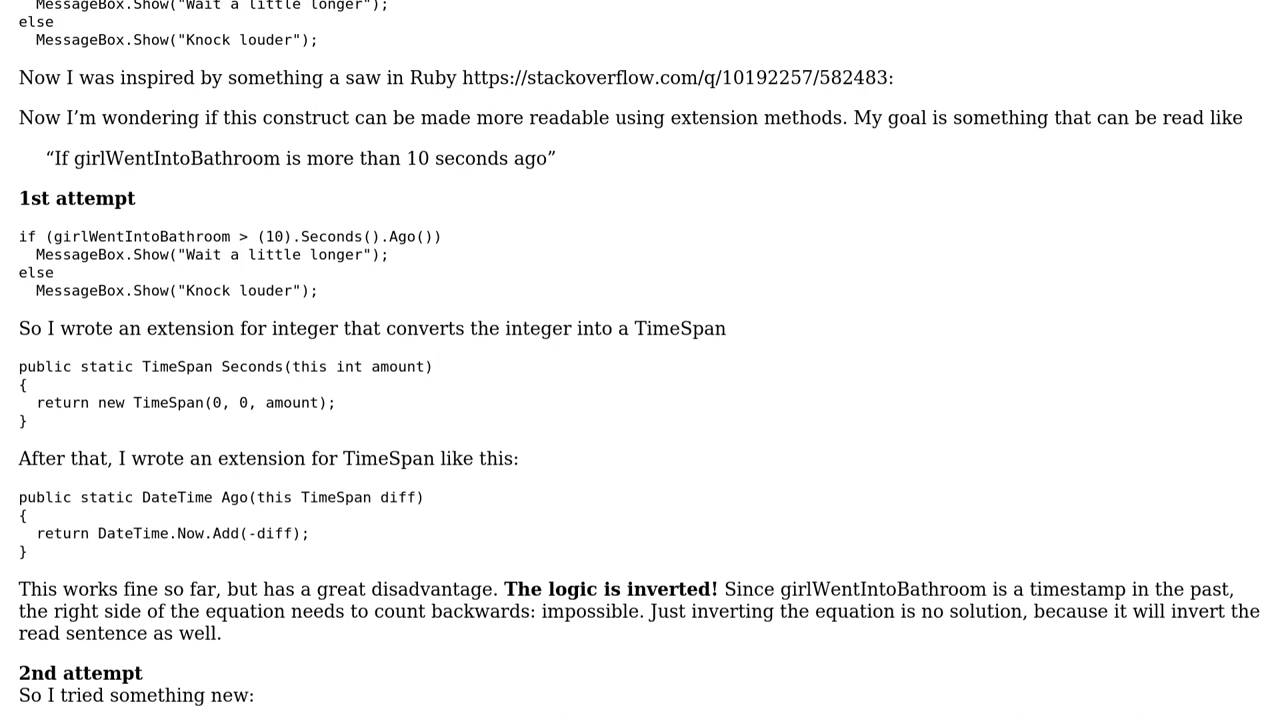 MessageBox.Show("Wait a little longer");
else
  MessageBox.Show("Knock louder");
Now I was inspired by something a saw in Ruby https://stackoverflow.com/q/10192257/582483:
Now I’m wondering if this construct can be made more readable using extension methods. My goal is something that can be read like
“If girlWentIntoBathroom is more than 10 seconds ago”
1st attempt
if (girlWentIntoBathroom > (10).Seconds().Ago())
  MessageBox.Show("Wait a little longer");
else
  MessageBox.Show("Knock louder");
So I wrote an extension for integer that converts the integer into a TimeSpan
public static TimeSpan Seconds(this int amount)
{
  return new TimeSpan(0, 0, amount);
}
After that, I wrote an extension for TimeSpan like this:
public static DateTime Ago(this TimeSpan diff)
{
  return DateTime.Now.Add(-diff);
}
This works fine so far, but has a great disadvantage. The logic is inverted! Since girlWentIntoBathroom is a timestamp in the past,
the right side of the equation needs to count backwards: impossible. Just inverting the equation is no solution, because it will invert the
read sentence as well.
2nd attempt
So I tried something new: